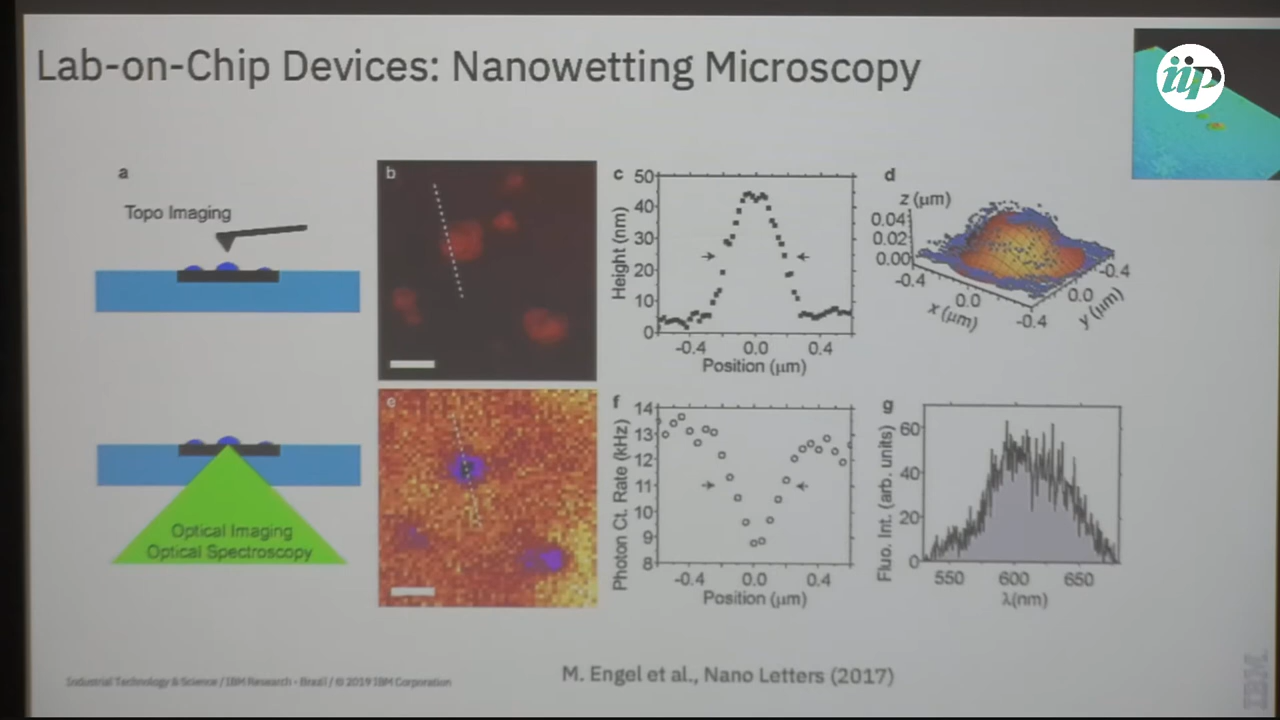 Lab-on-Chip Devices: Nanowetting Microscopy
iip
a
Topo Imaging
b
c
50
40
30
20
10
0
Height (nm)
-0.4 0.0 0.4
Position (µm)
d
z (µm)
0.04
0.02
0.00
-0.4 0.0 -0.4
x (µm)
-0.4 0.0
y (µm)
Optical Imaging
Optical Spectroscopy
e
f
14
13
12
11
10
9
8
Photon Ct. Rate (kHz)
-0.4 0.0 0.4
Position (µm)
g
60
40
20
0
Fluo. Int. (arb. units)
550 600 650
λ(nm)
M. Engel et al., Nano Letters (2017)
Industrial Technology & Science / IBM Research - Brazil / © 2019 IBM Corporation
IBM